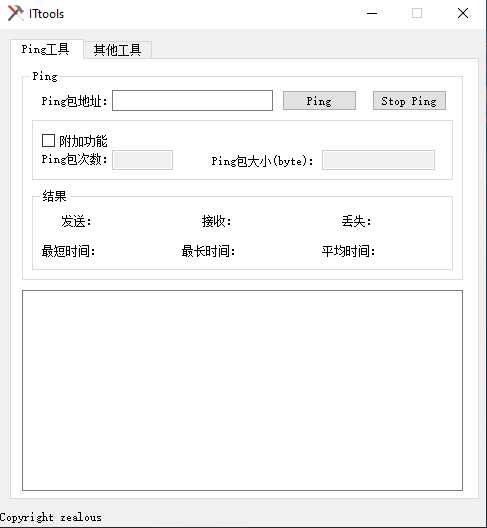 ITtools
Ping工具 其他工具
Ping
Ping包地址: Ping Stop Ping
附加功能
Ping包次数: Ping包大小(byte):
结果
发送: 接收: 丢失:
最短时间: 最长时间: 平均时间:
Copyright zealous